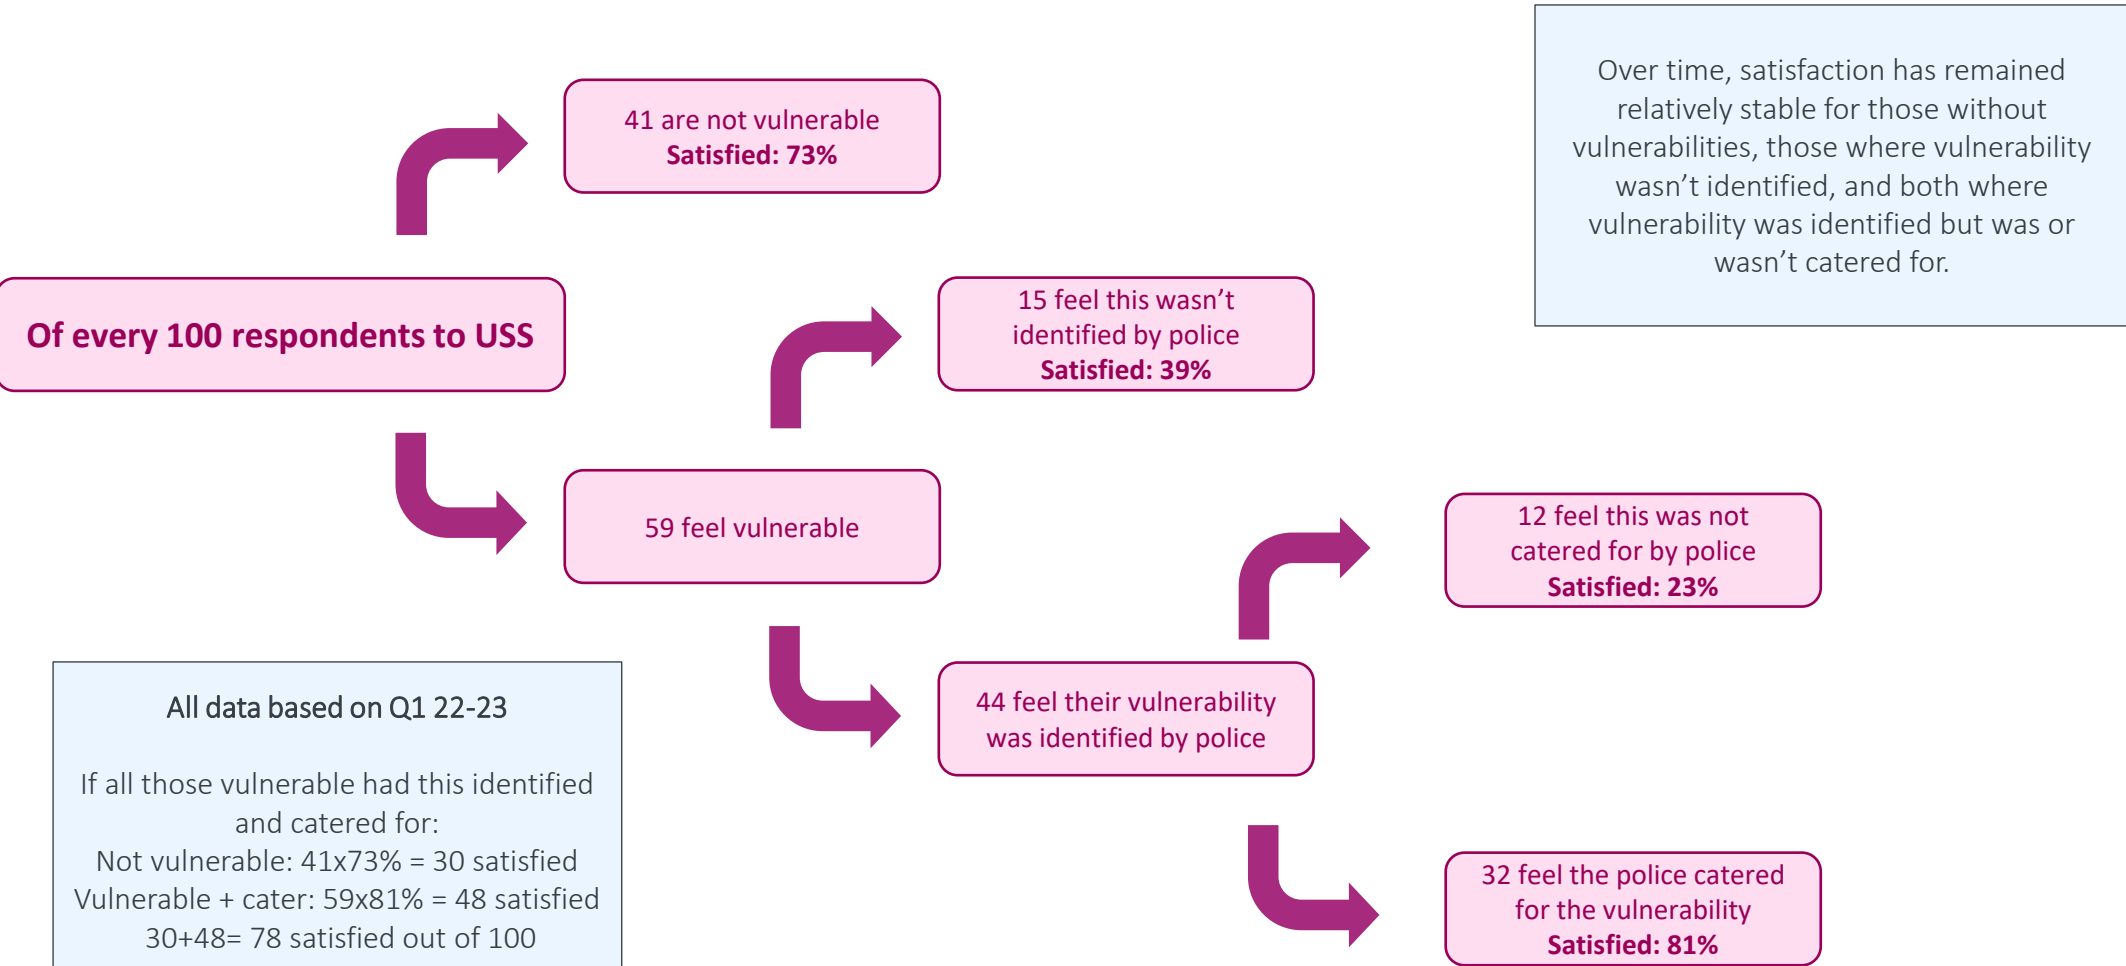 41 are not vulnerable
Satisfied: 73%
Over time, satisfaction has remained
relatively stable for those without
vulnerabilities, those where vulnerability
wasn’t identified, and both where
vulnerability was identified but was or
wasn’t catered for.
Of every 100 respondents to USS
15 feel this wasn’t
identified by police
Satisfied: 39%
59 feel vulnerable
12 feel this was not
catered for by police
Satisfied: 23%
44 feel their vulnerability
was identified by police
All data based on Q1 22-23
If all those vulnerable had this identified
and catered for:
Not vulnerable: 41x73% = 30 satisfied
Vulnerable + cater: 59x81% = 48 satisfied
30+48= 78 satisfied out of 100
32 feel the police catered
for the vulnerability
Satisfied: 81%